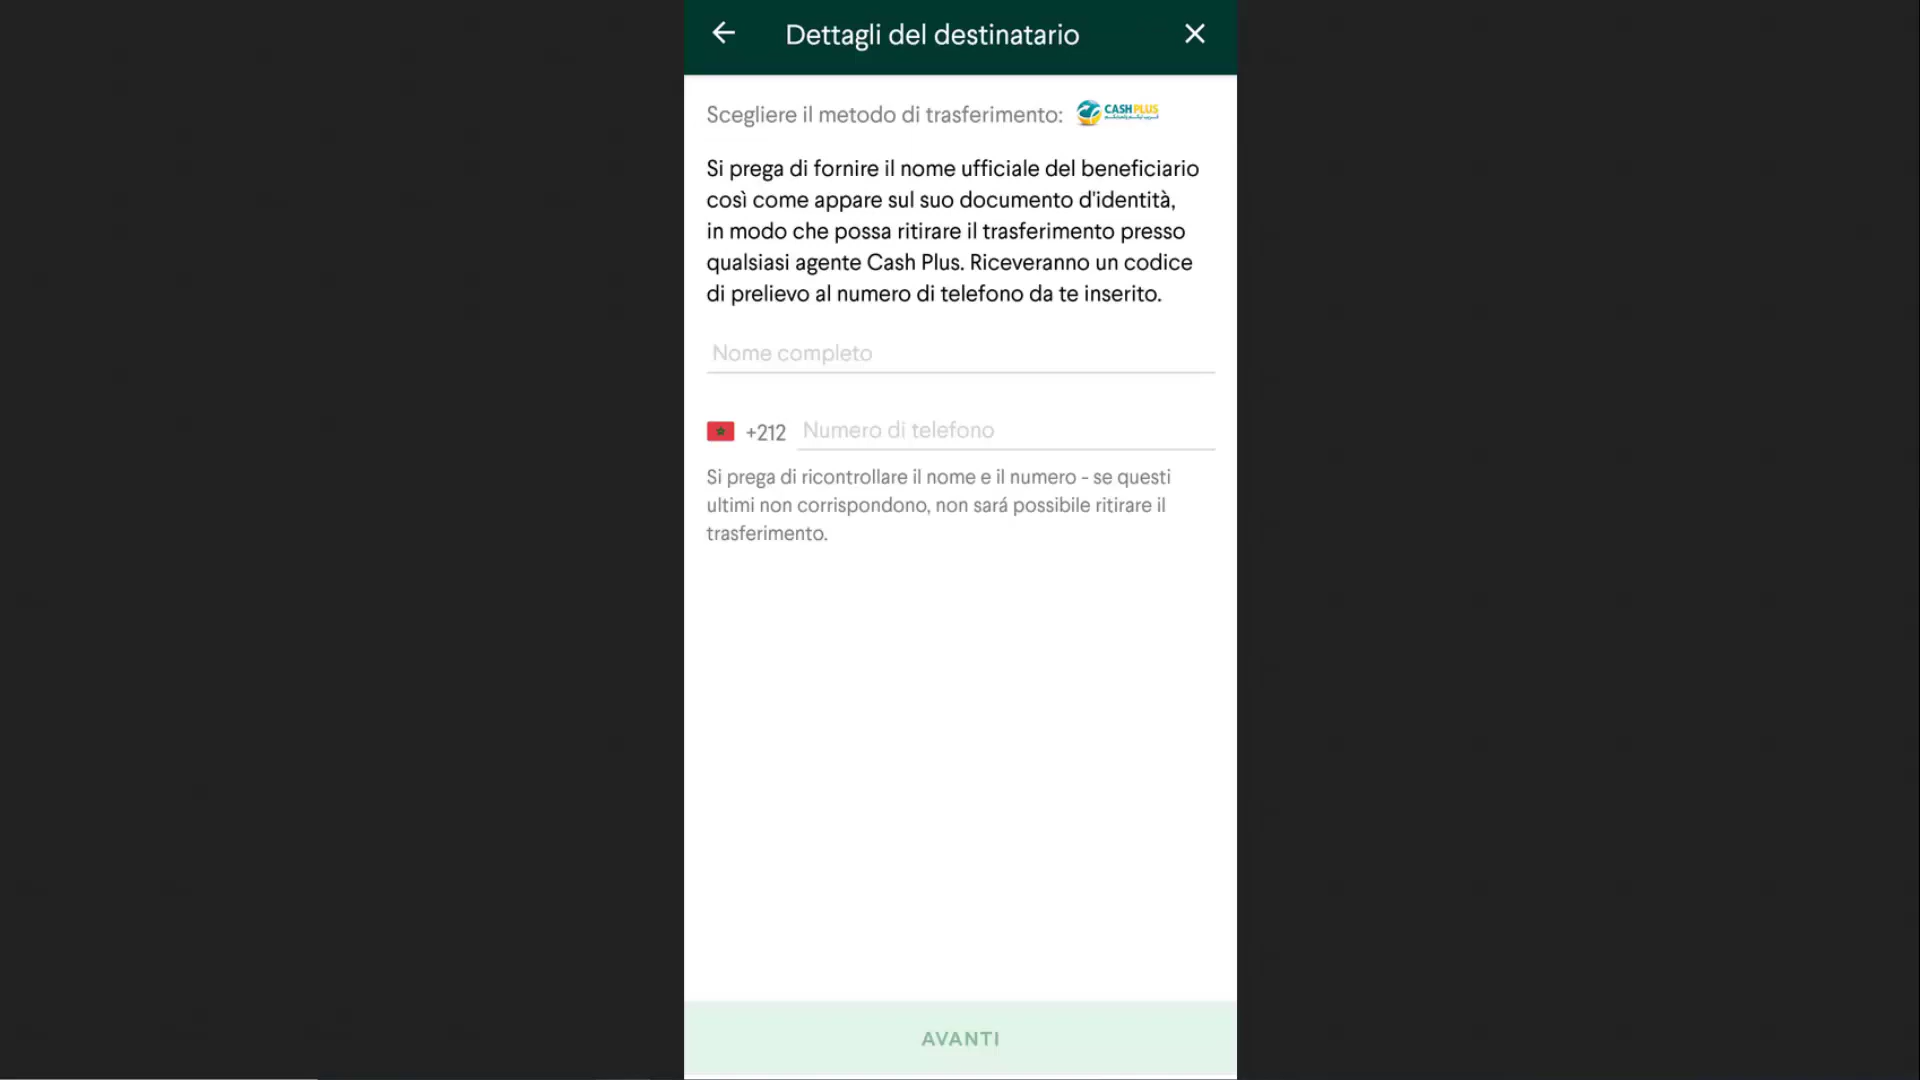 Dettagli del destinatario
Scegliere il metodo di trasferimento: CASH PLUS
Si prega di fornire il nome ufficiale del beneficiario
così come appare sul suo documento d'identità,
in modo che possa ritirare il trasferimento presso
qualsiasi agente Cash Plus. Riceveranno un codice
di prelievo al numero di telefono da te inserito.
Nome completo
+212 Numero di telefono
Si prega di ricontrollare il nome e il numero - se questi
ultimi non corrispondono, non sará possibile ritirare il
trasferimento.
AVANTI